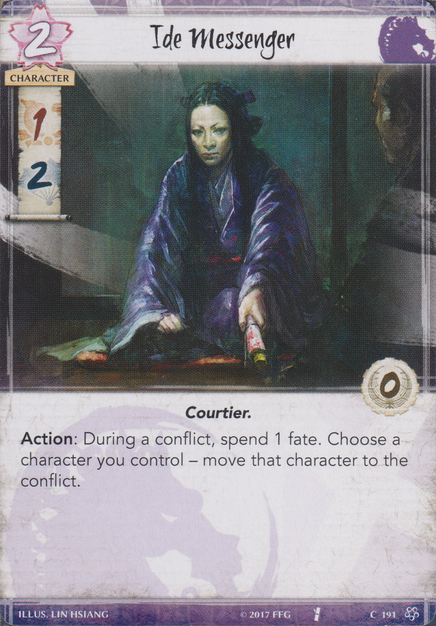 2
Ide Messenger
CHARACTER
1
2
0
Courtier.
Action: During a conflict, spend 1 fate. Choose a
character you control – move that character to the
conflict.
ILLUS. LIN HSIANG © 2017 FFG C 191